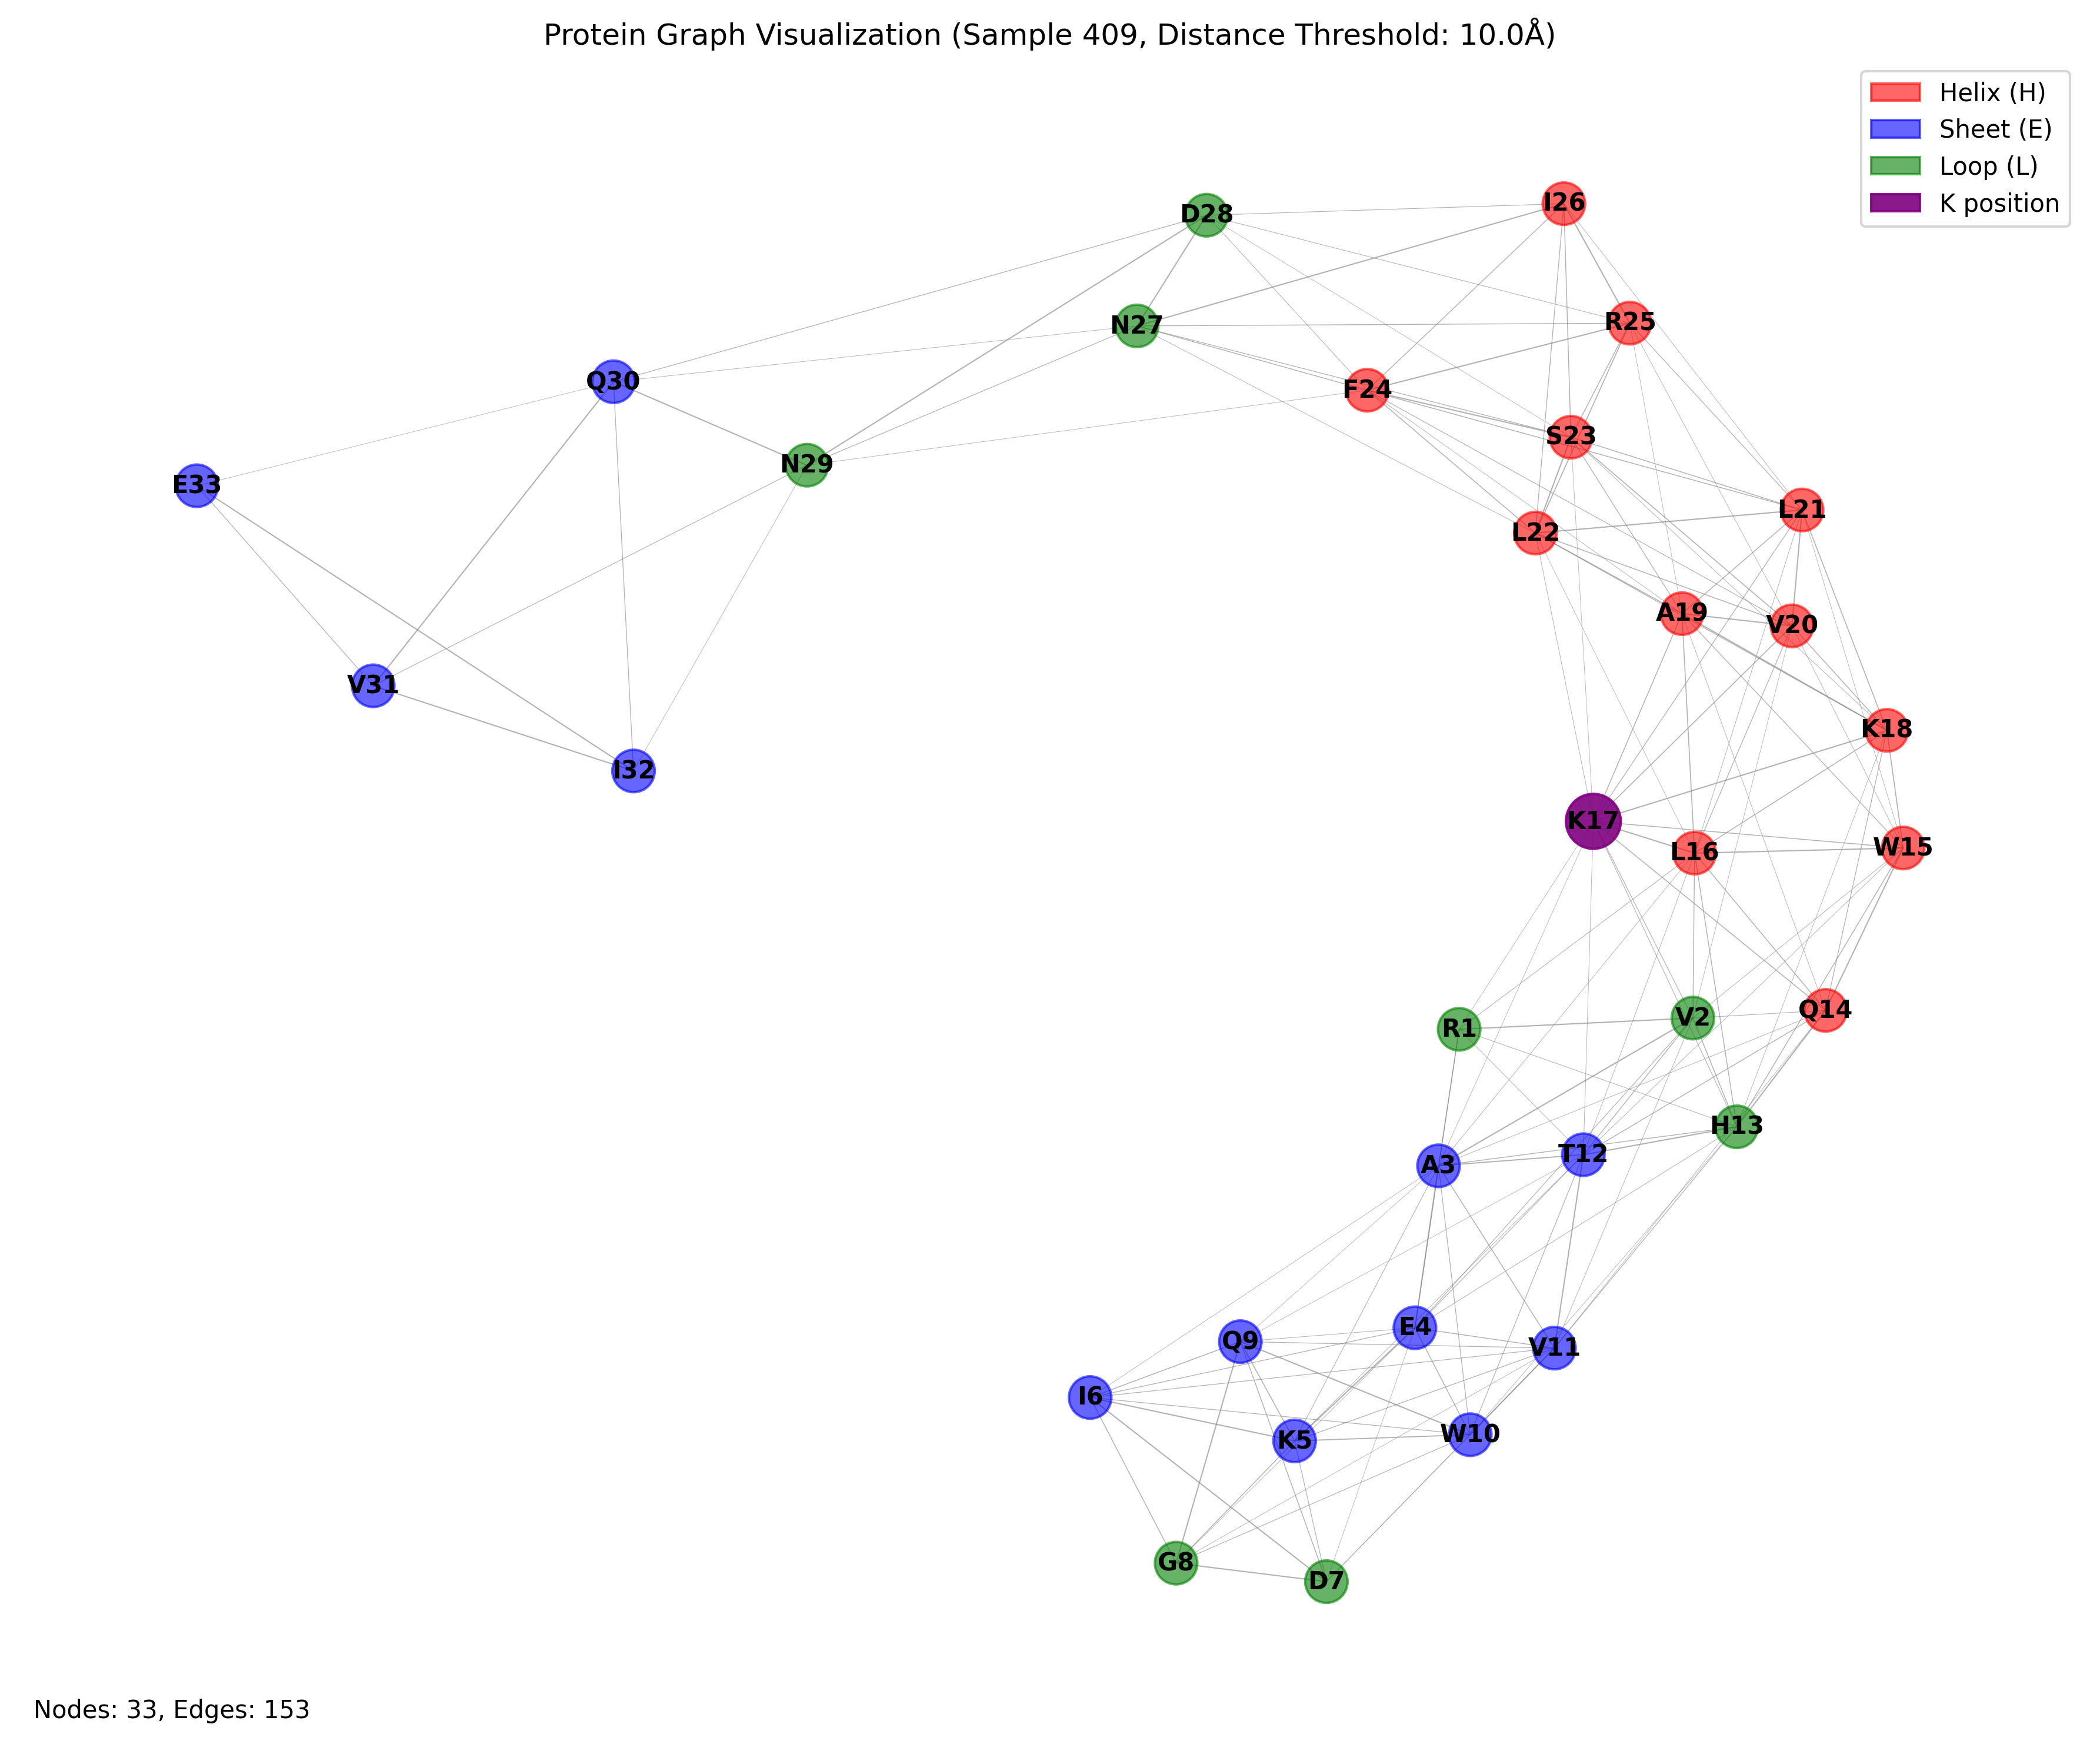 Protein Graph Visualization (Sample 409, Distance Threshold: 10.0Å)
Helix (H)
Sheet (E)
Loop (L)
K position
I26
D28
R25
N27
Q30
F24
S23
N29
E33
L21
L22
A19
V20
V31
K18
I32
K17
W15
L16
Q14
V2
R1
H13
T12
A3
E4
Q9
V11
I6
W10
K5
G8
D7
Nodes: 33, Edges: 153